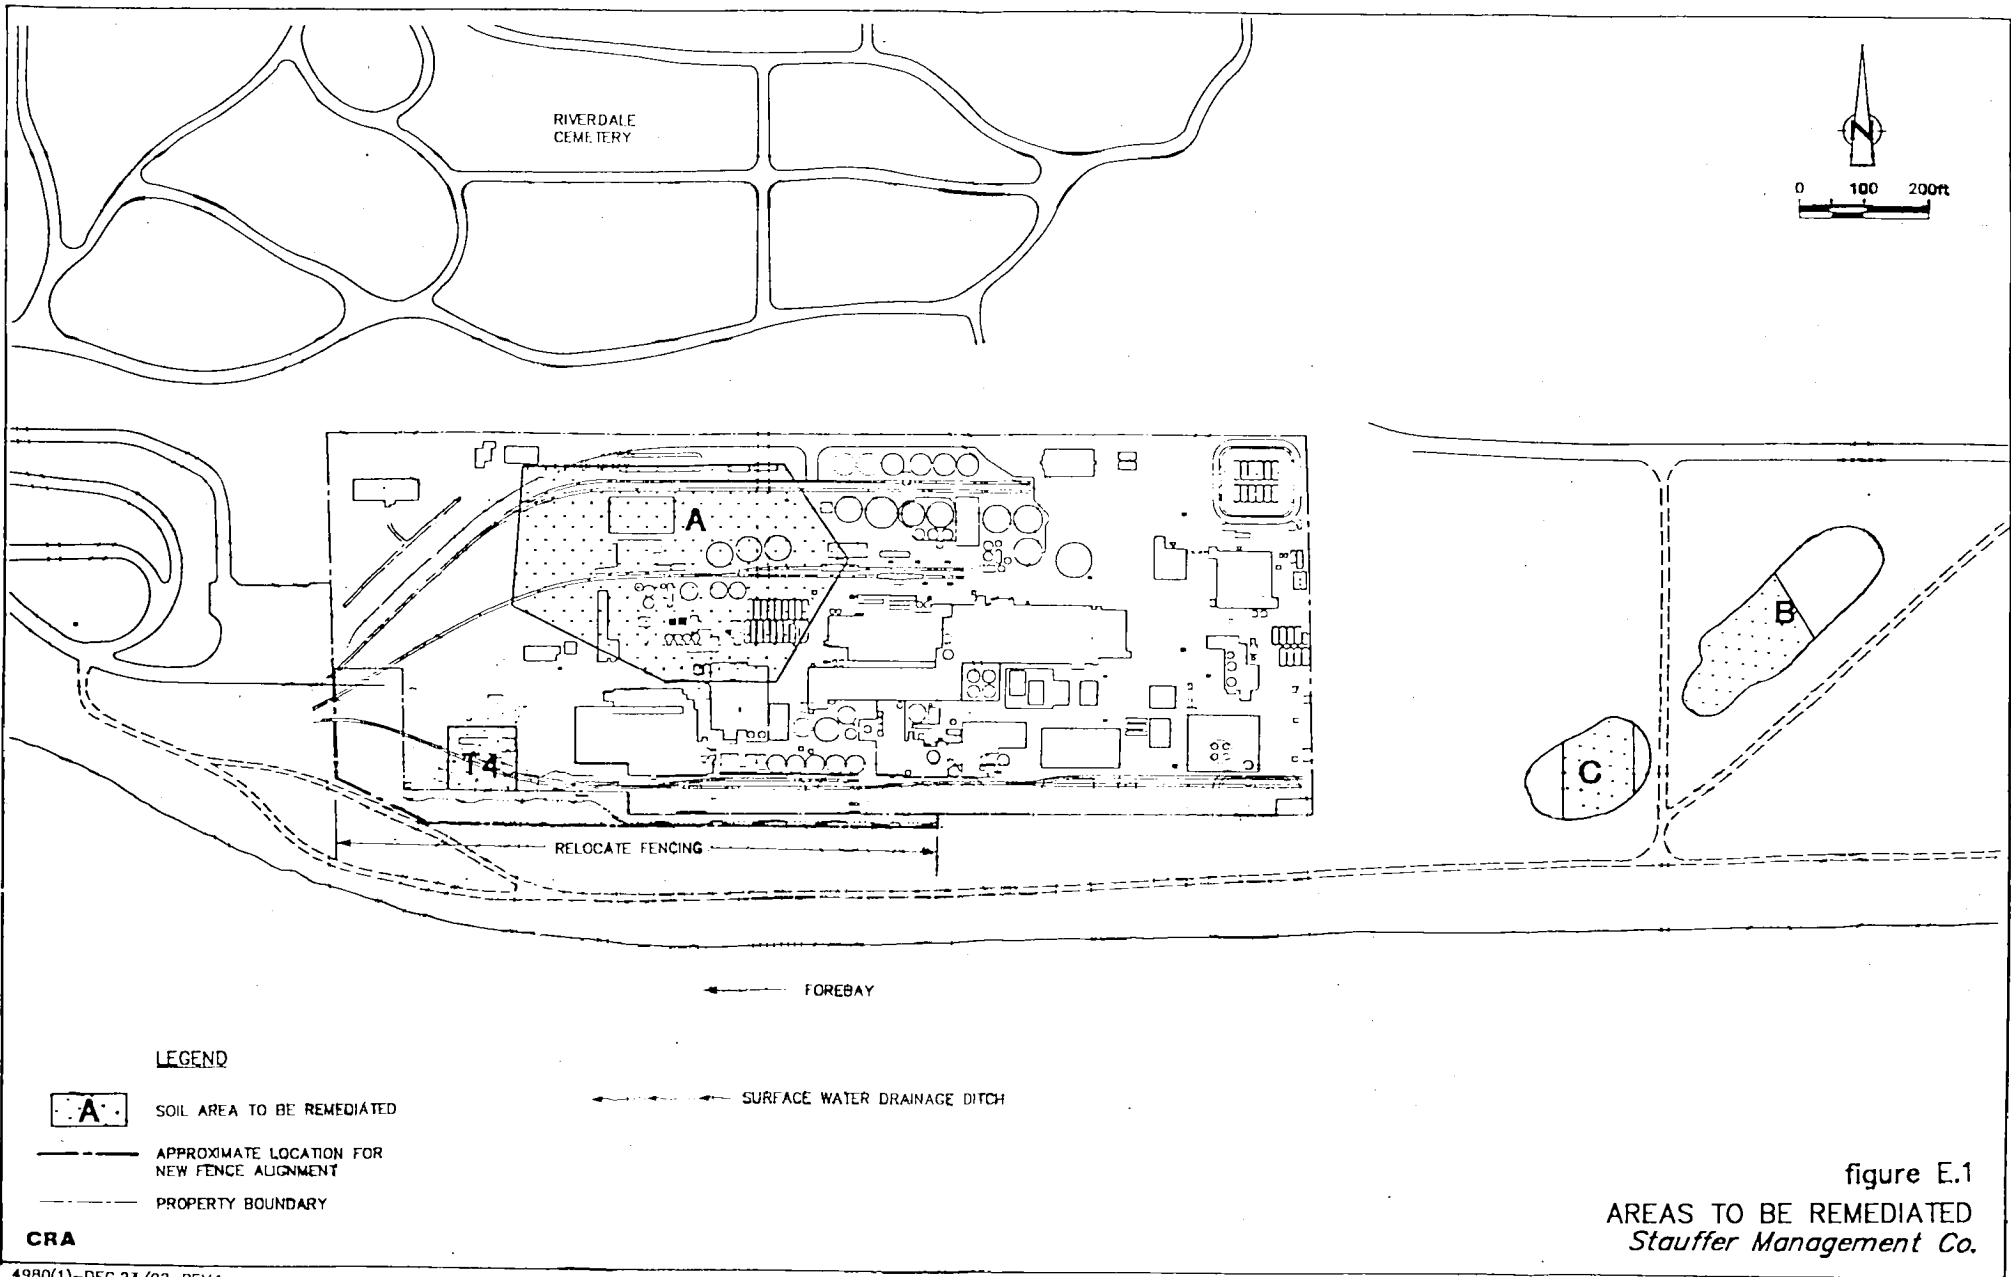 RIVERDALE
CEMETERY
N
0 100 200ft
A
B
C
T4
RELOCATE FENCING
FOREBAY
SURFACE WATER DRAINAGE DITCH
LEGEND
A
SOIL AREA TO BE REMEDIATED
APPROXIMATE LOCATION FOR
NEW FENCE ALIGNMENT
PROPERTY BOUNDARY
CRA
figure E.1
AREAS TO BE REMEDIATED
Stauffer Management Co.